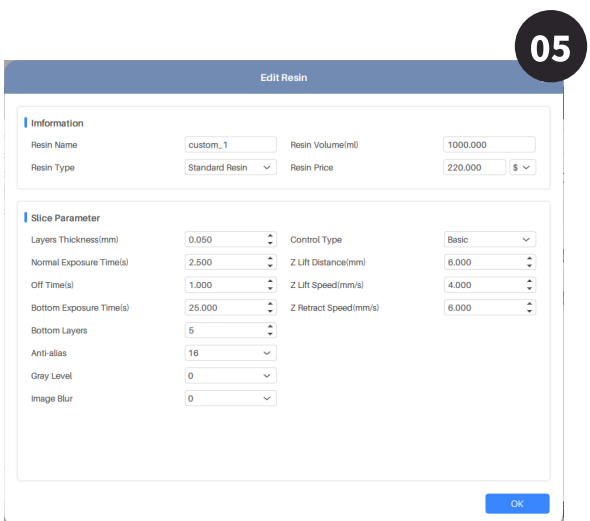 05
Edit Resin
Imformation
Resin Name custom_1 Resin Volume(ml) 1000.000
Resin Type Standard Resin Resin Price 220.000 $
Slice Parameter
Layers Thickness(mm) 0.050 Control Type Basic
Normal Exposure Time(s) 2.500 Z Lift Distance(mm) 6.000
Off Time(s) 1.000 Z Lift Speed(mm/s) 4.000
Bottom Exposure Time(s) 25.000 Z Retract Speed(mm/s) 6.000
Bottom Layers 5
Anti-alias 16
Gray Level 0
Image Blur 0
OK